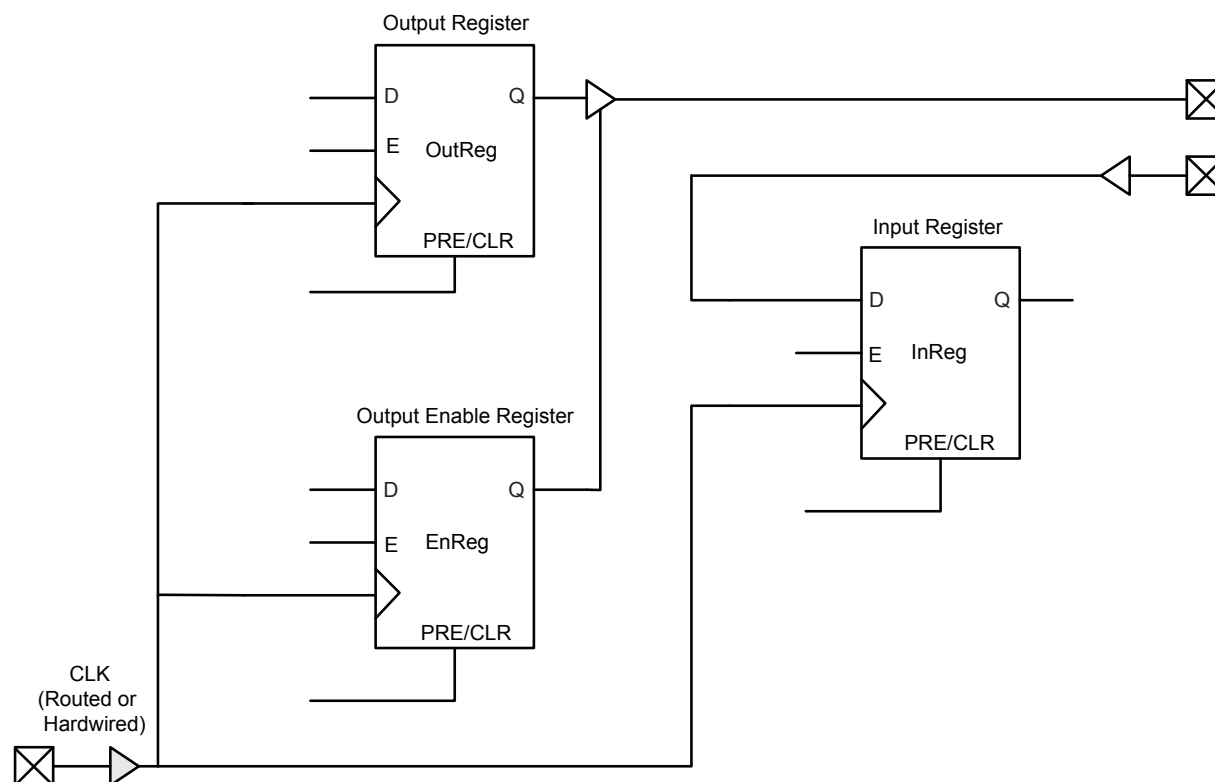 Output Register
D
Q
E
OutReg
PRE/CLR
Input Register
D
Q
E
InReg
PRE/CLR
Output Enable Register
D
Q
E
EnReg
PRE/CLR
CLK
(Routed or
Hardwired)